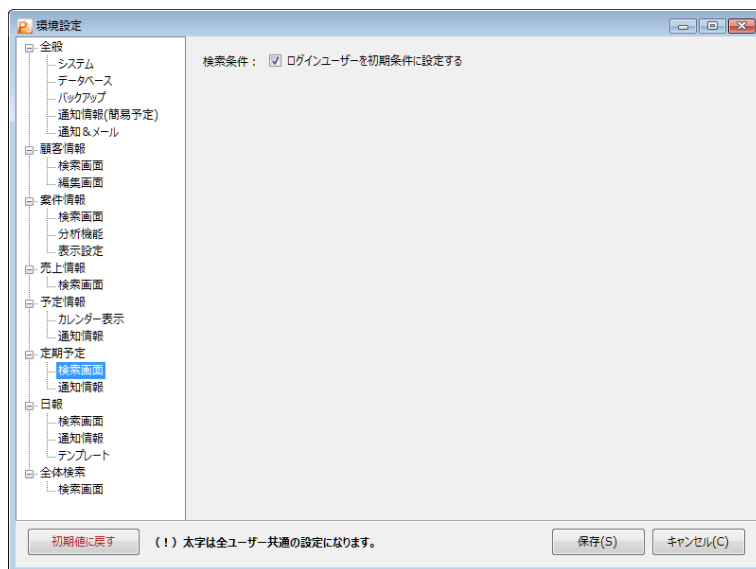 環境設定
全般
システム
データベース
バックアップ
通知情報(簡易予定)
通知&メール
顧客情報
検索画面
編集画面
案件情報
検索画面
分析機能
表示設定
売上情報
検索画面
予定情報
カレンダー表示
通知情報
定期予定
検索画面
通知情報
日報
検索画面
通知情報
テンプレート
全体検索
検索画面
検索条件: ログインユーザーを初期条件に設定する
初期値に戻す (!)太字は全ユーザー共通の設定になります。 保存(S) キャンセル(C)